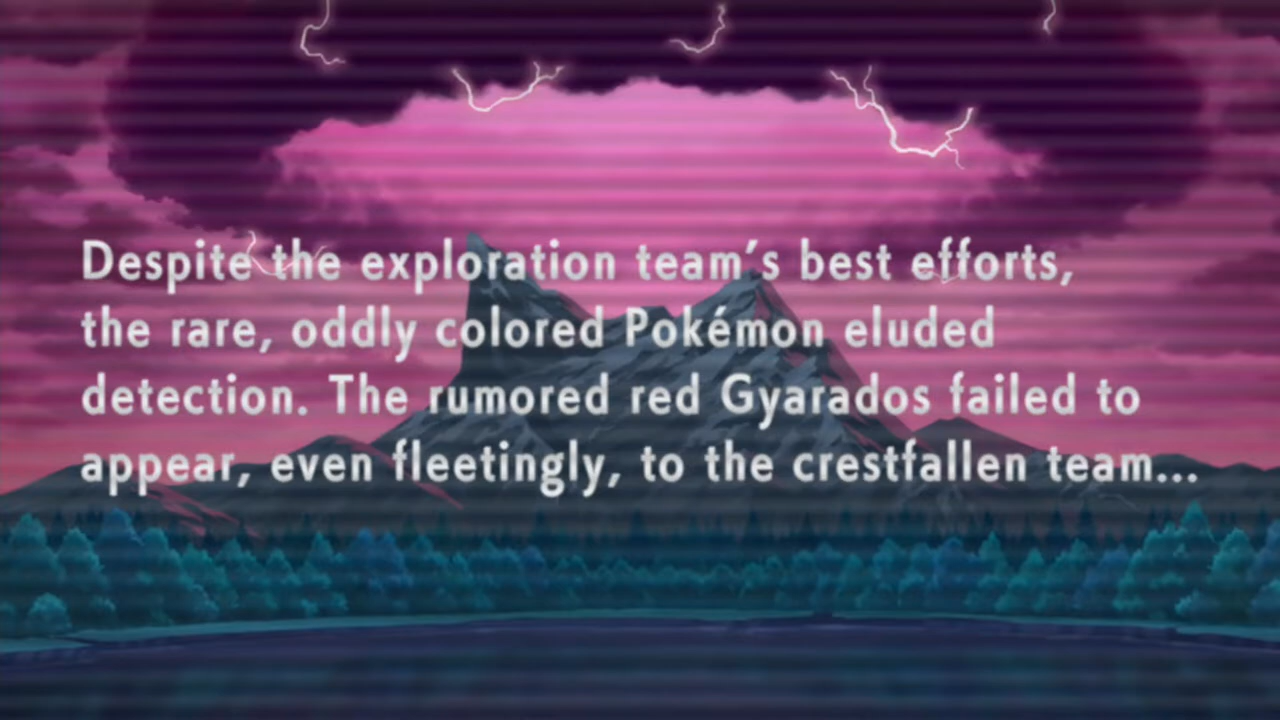 Despite the exploration team’s best efforts,
the rare, oddly colored Pokémon eluded
detection. The rumored red Gyarados failed to
appear, even fleetingly, to the crestfallen team...